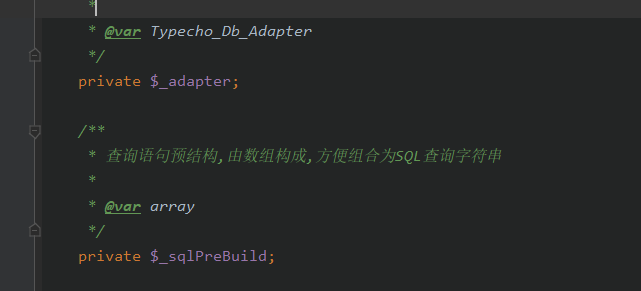 *
* @var Typecho_Db_Adapter
*/
private $_adapter;
/**
* 查询语句预结构,由数组构成,方便组合为SQL查询字符串
*
* @var array
*/
private $_sqlPreBuild;